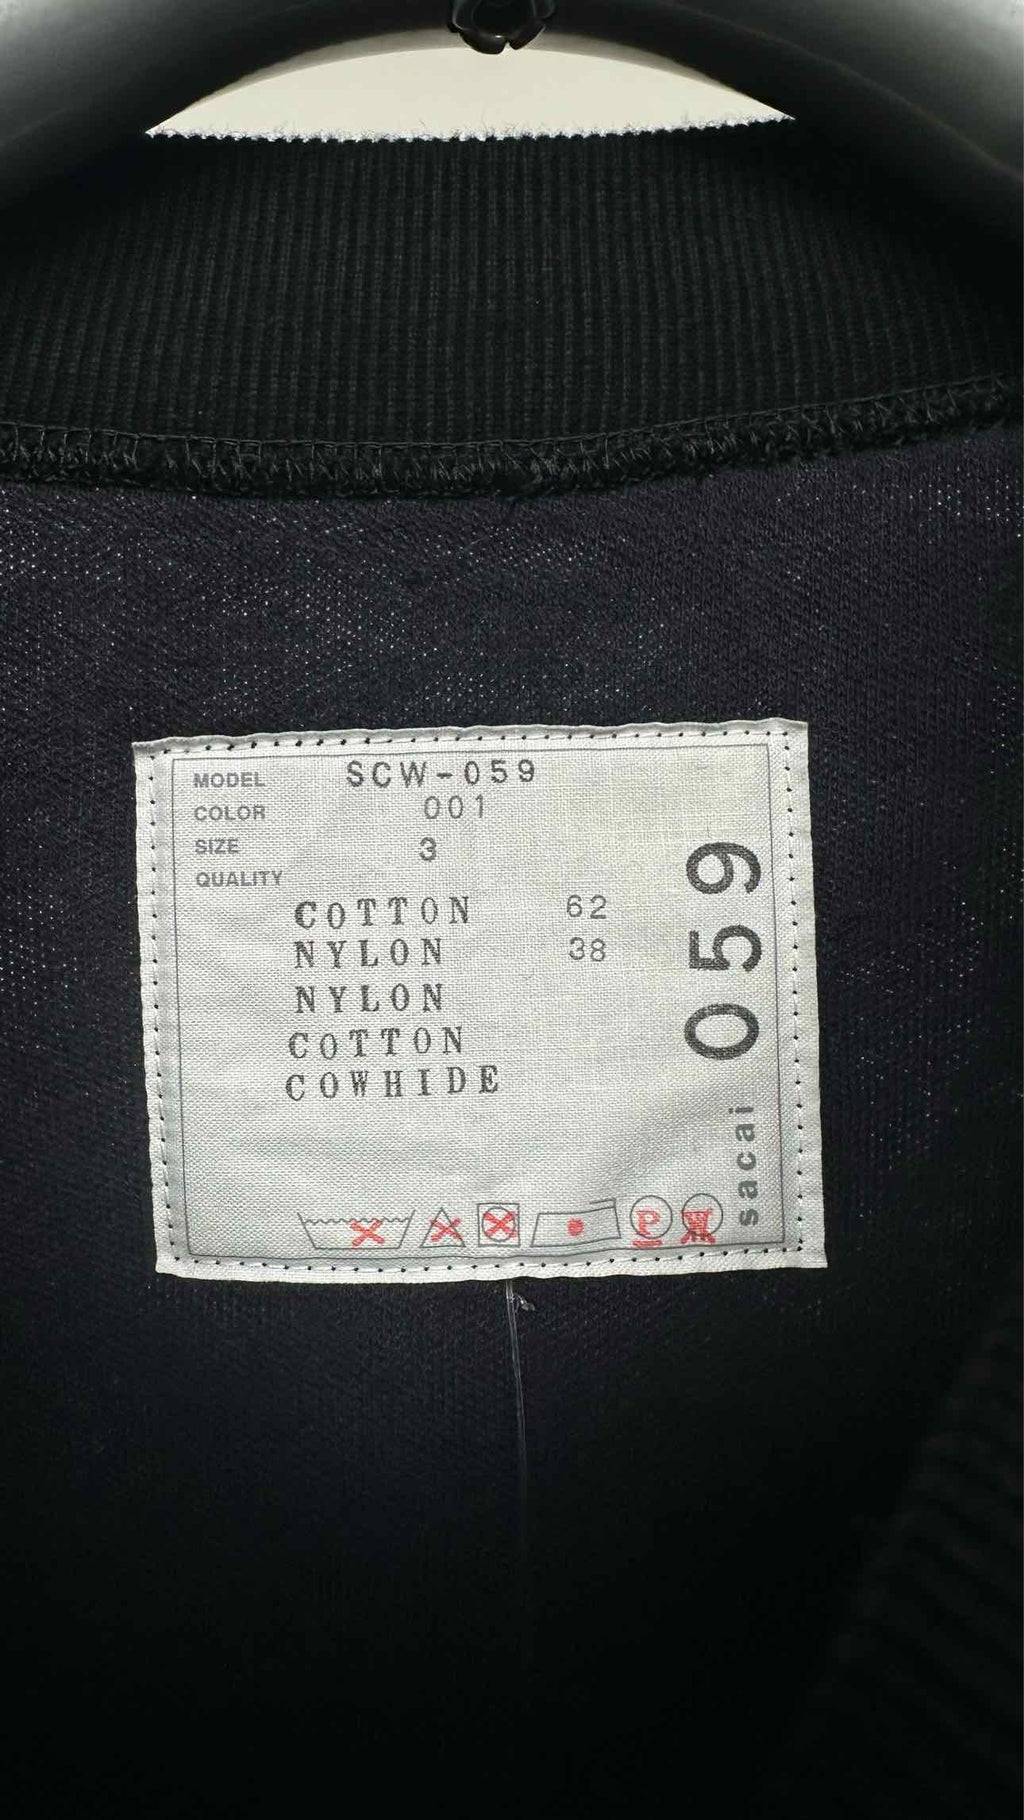 MODEL SCW-059
COLOR 001
SIZE 3
QUALITY
COTTON 62
NYLON 38
NYLON
COTTON
COWHIDE
P
W
sacai 059